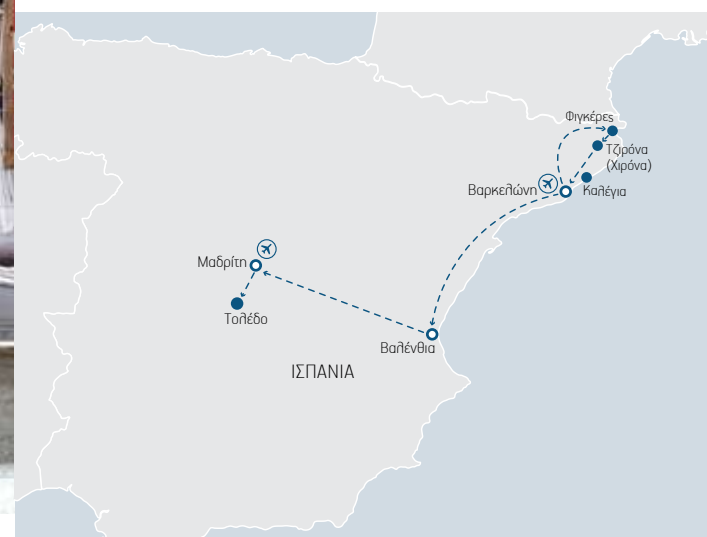 Φιγκέρες
Τζιρόνα
(Χιρόνα)
Βαρκελώνη
Καλέγια
Μαδρίτη
Τολέδο
Βαλένθια
ΙΣΠΑΝΙΑ